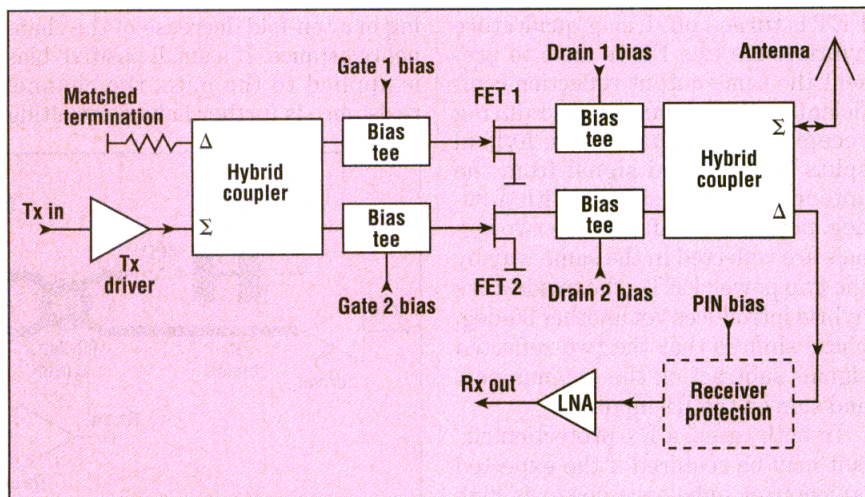 Gate 1 bias
Drain 1 bias
Antenna
Matched
termination
FET 1
Δ
Hybrid
coupler
Σ
Bias
tee
Bias
tee
Σ
Hybrid
coupler
Δ
Tx in
Tx
driver
Bias
tee
Bias
tee
FET 2
Gate 2 bias
Drain 2 bias
PIN bias
Rx out
LNA
Receiver
protection